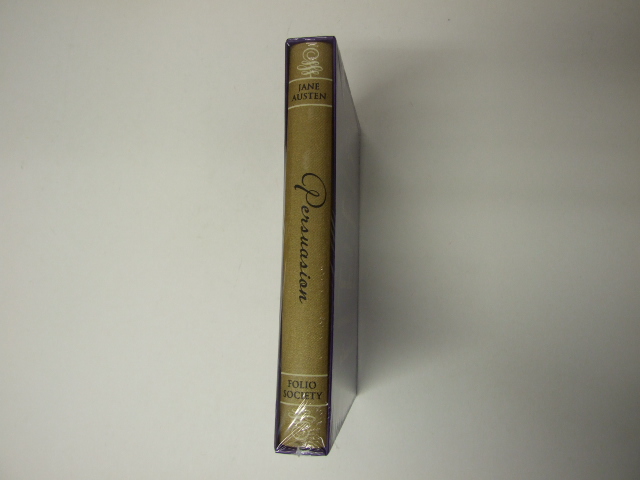 JANE
AUSTEN
Persuasion
FOLIO
SOCIETY